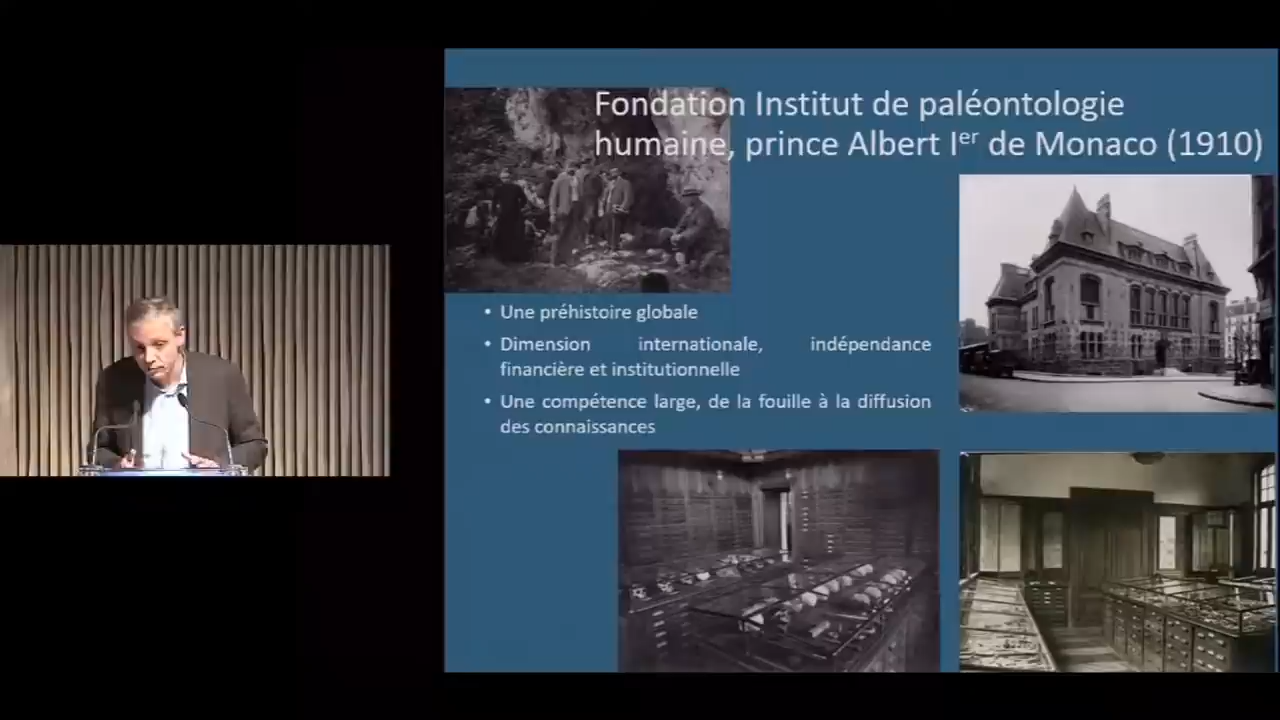 Fondation Institut de paléontologie
humaine, prince Albert Iᵉʳ de Monaco (1910)
• Une préhistoire globale
• Dimension internationale, indépendance
financière et institutionnelle
• Une compétence large, de la fouille à la diffusion
des connaissances